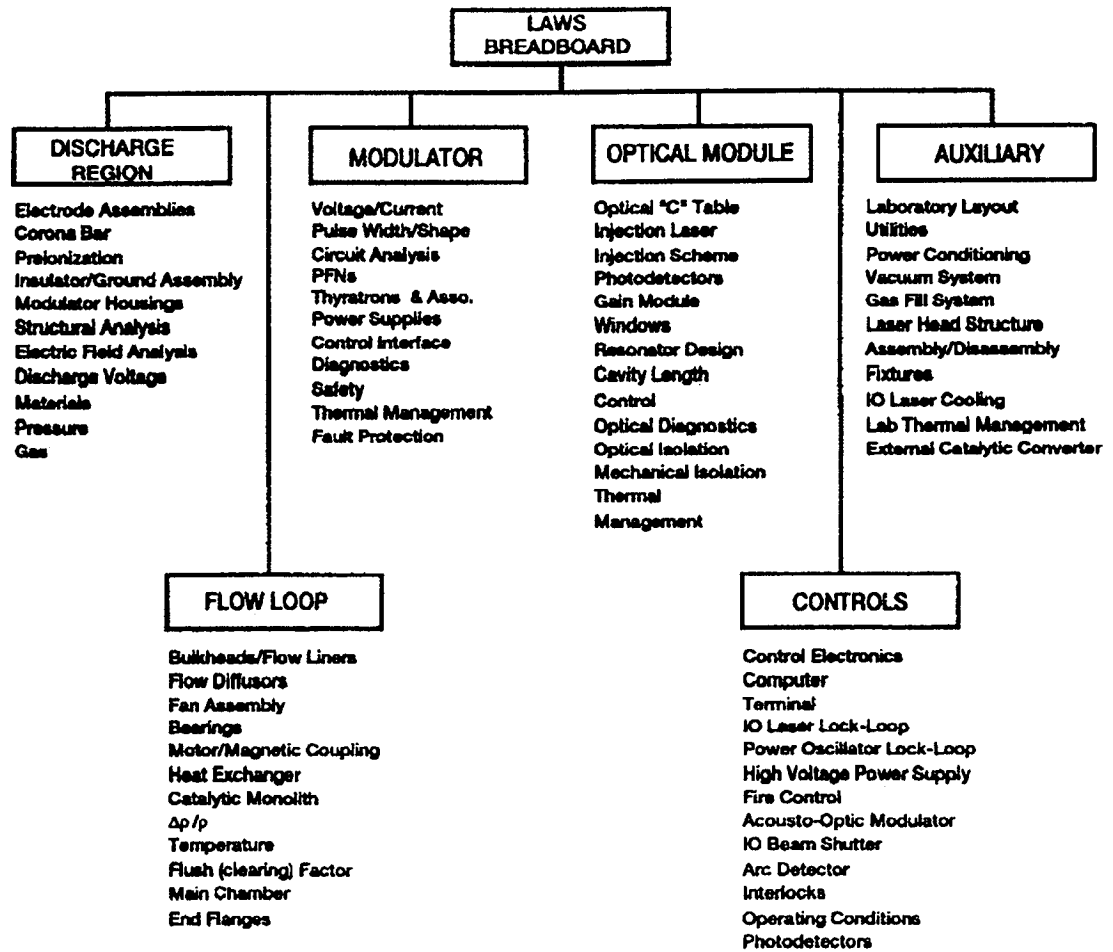 LAWS
BREADBOARD
DISCHARGE
REGION
Electrode Assemblies
Corona Bar
Preionization
Insulator/Ground Assembly
Modulator Housings
Structural Analysis
Electric Field Analysis
Discharge Voltage
Materials
Pressure
Gas
MODULATOR
Voltage/Current
Pulse Width/Shape
Circuit Analysis
PFNs
Thyratrons & Asso.
Power Supplies
Control Interface
Diagnostics
Safety
Thermal Management
Fault Protection
OPTICAL MODULE
Optical "C" Table
Injection Laser
Injection Scheme
Photodetectors
Gain Module
Windows
Resonator Design
Cavity Length
Control
Optical Diagnostics
Optical Isolation
Mechanical Isolation
Thermal
Management
AUXILIARY
Laboratory Layout
Utilities
Power Conditioning
Vacuum System
Gas Fill System
Laser Head Structure
Assembly/Disassembly
Fixtures
IO Laser Cooling
Lab Thermal Management
External Catalytic Converter
FLOW LOOP
Bulkheads/Flow Liners
Flow Diffusors
Fan Assembly
Bearings
Motor/Magnetic Coupling
Heat Exchanger
Catalytic Monolith
Δρ/ρ
Temperature
Flush (clearing) Factor
Main Chamber
End Flanges
CONTROLS
Control Electronics
Computer
Terminal
IO Laser Lock-Loop
Power Oscillator Lock-Loop
High Voltage Power Supply
Fire Control
Acousto-Optic Modulator
IO Beam Shutter
Arc Detector
Interlocks
Operating Conditions
Photodetectors